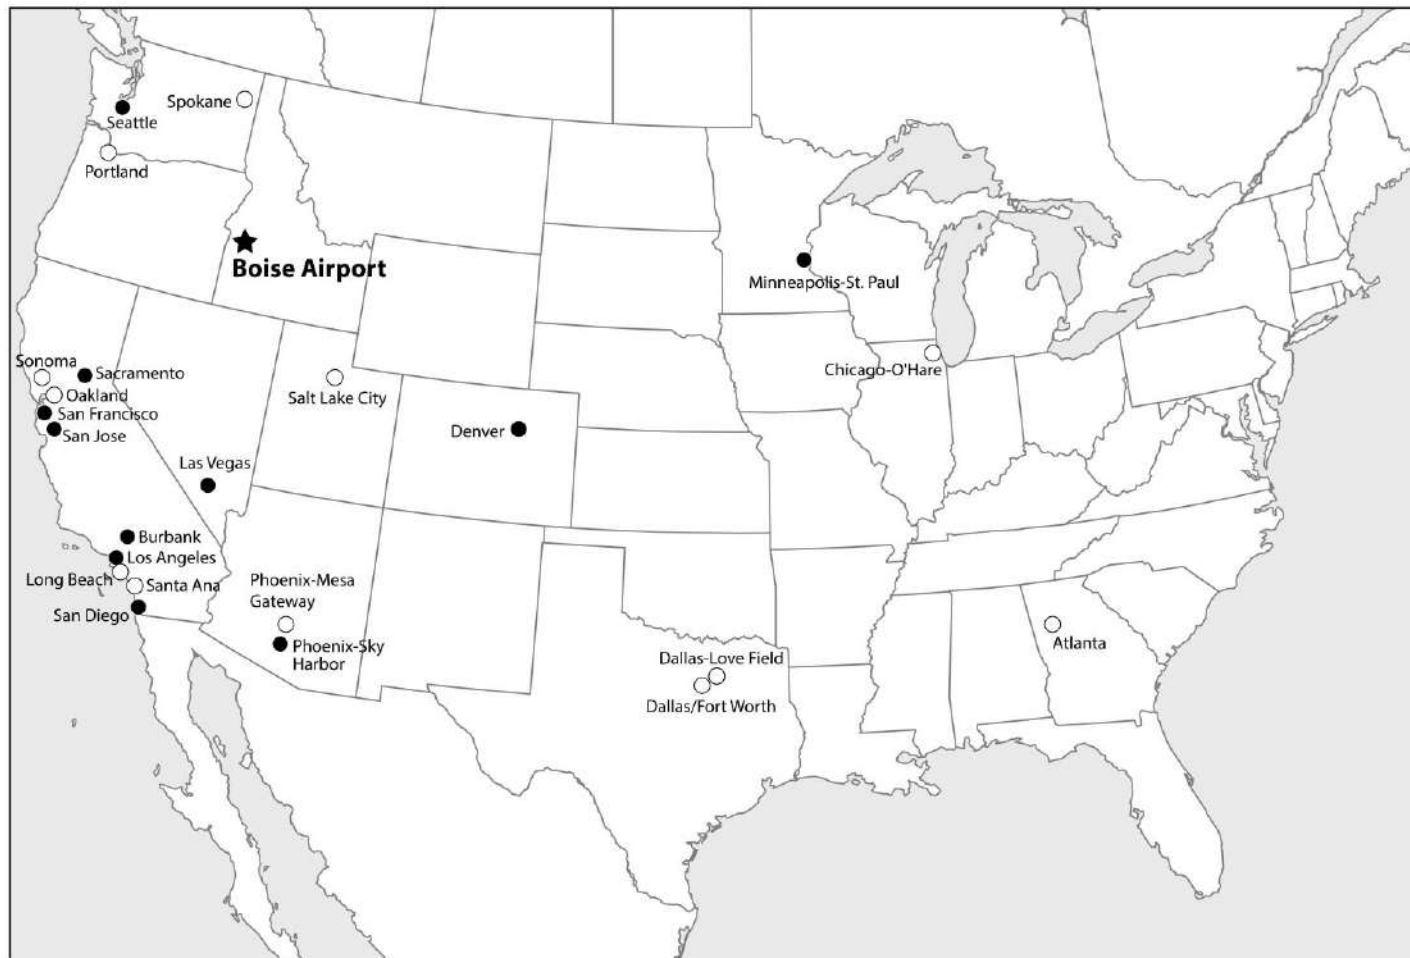 Spokane
Seattle
Portland
Boise Airport
Minneapolis-St. Paul
Sonoma
Sacramento
Oakland
San Francisco
San Jose
Salt Lake City
Chicago-O'Hare
Denver
Las Vegas
Burbank
Los Angeles
Long Beach
Santa Ana
San Diego
Phoenix-Mesa
Gateway
Phoenix-Sky
Harbor
Dallas-Love Field
Dallas/Fort Worth
Atlanta